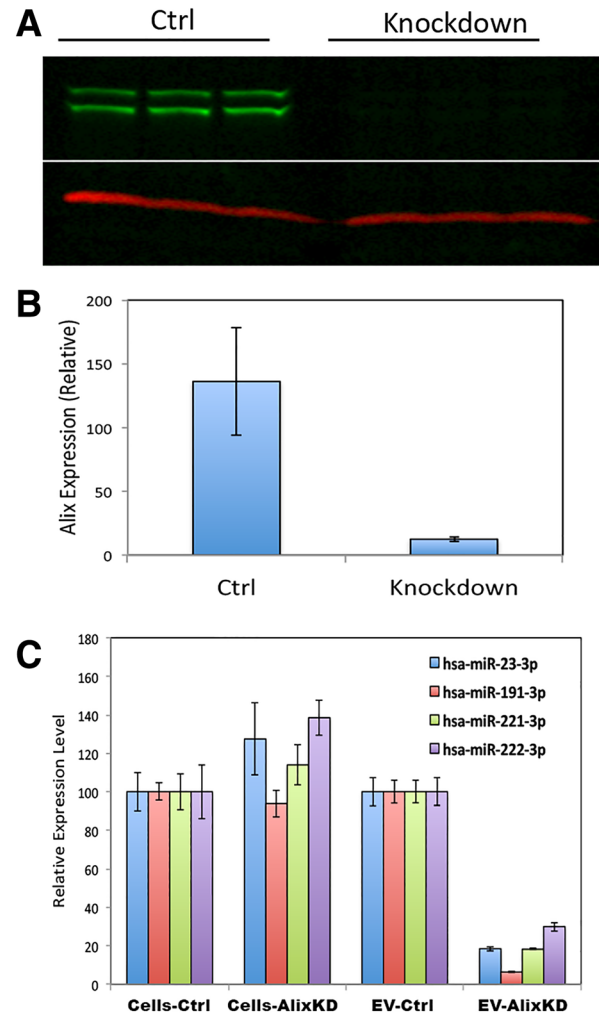 A
Ctrl Knockdown
B
Alix Expression (Relative)
200
150
100
50
0
Ctrl Knockdown
C
Relative Expression Level
180
160
140
120
100
80
60
40
20
0
hsa-miR-23-3p
hsa-miR-191-3p
hsa-miR-221-3p
hsa-miR-222-3p
Cells-Ctrl Cells-AlixKD EV-Ctrl EV-AlixKD